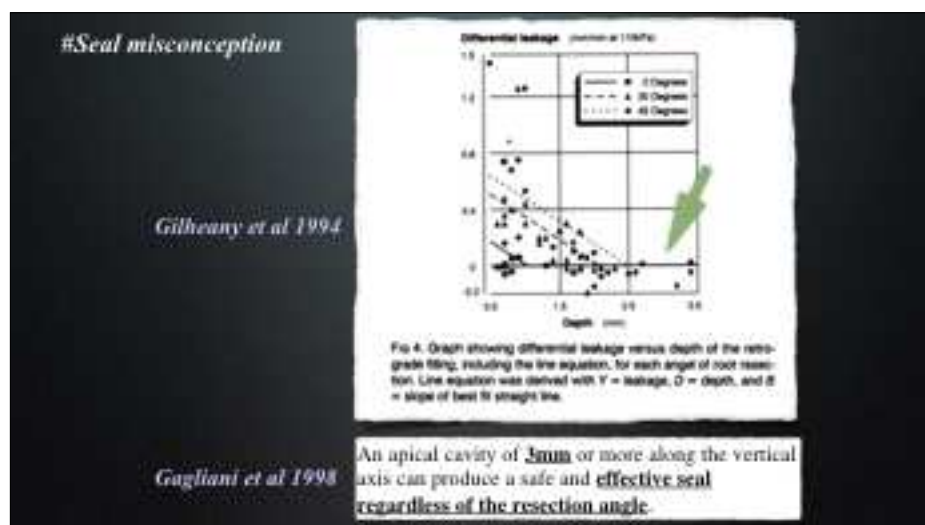 #Seal misconception
Differential leakage
0 Degrees
45 Degrees
Gilheany et al 1994
Depth (mm)
FIG 4. Graph showing differential leakage versus depth of the retro-
grade filling, including the line equation, for each angel of root resec-
tion. Line equation was derived with Y = leakage, D = depth, and B
= slope of best fit straight line.
Gagliani et al 1998
An apical cavity of 3mm or more along the vertical
axis can produce a safe and effective seal
regardless of the resection angle.